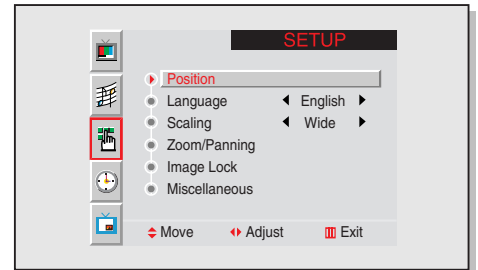 SETUP
Position
Language English
Scaling Wide
Zoom/Panning
Image Lock
Miscellaneous
Move Adjust Exit